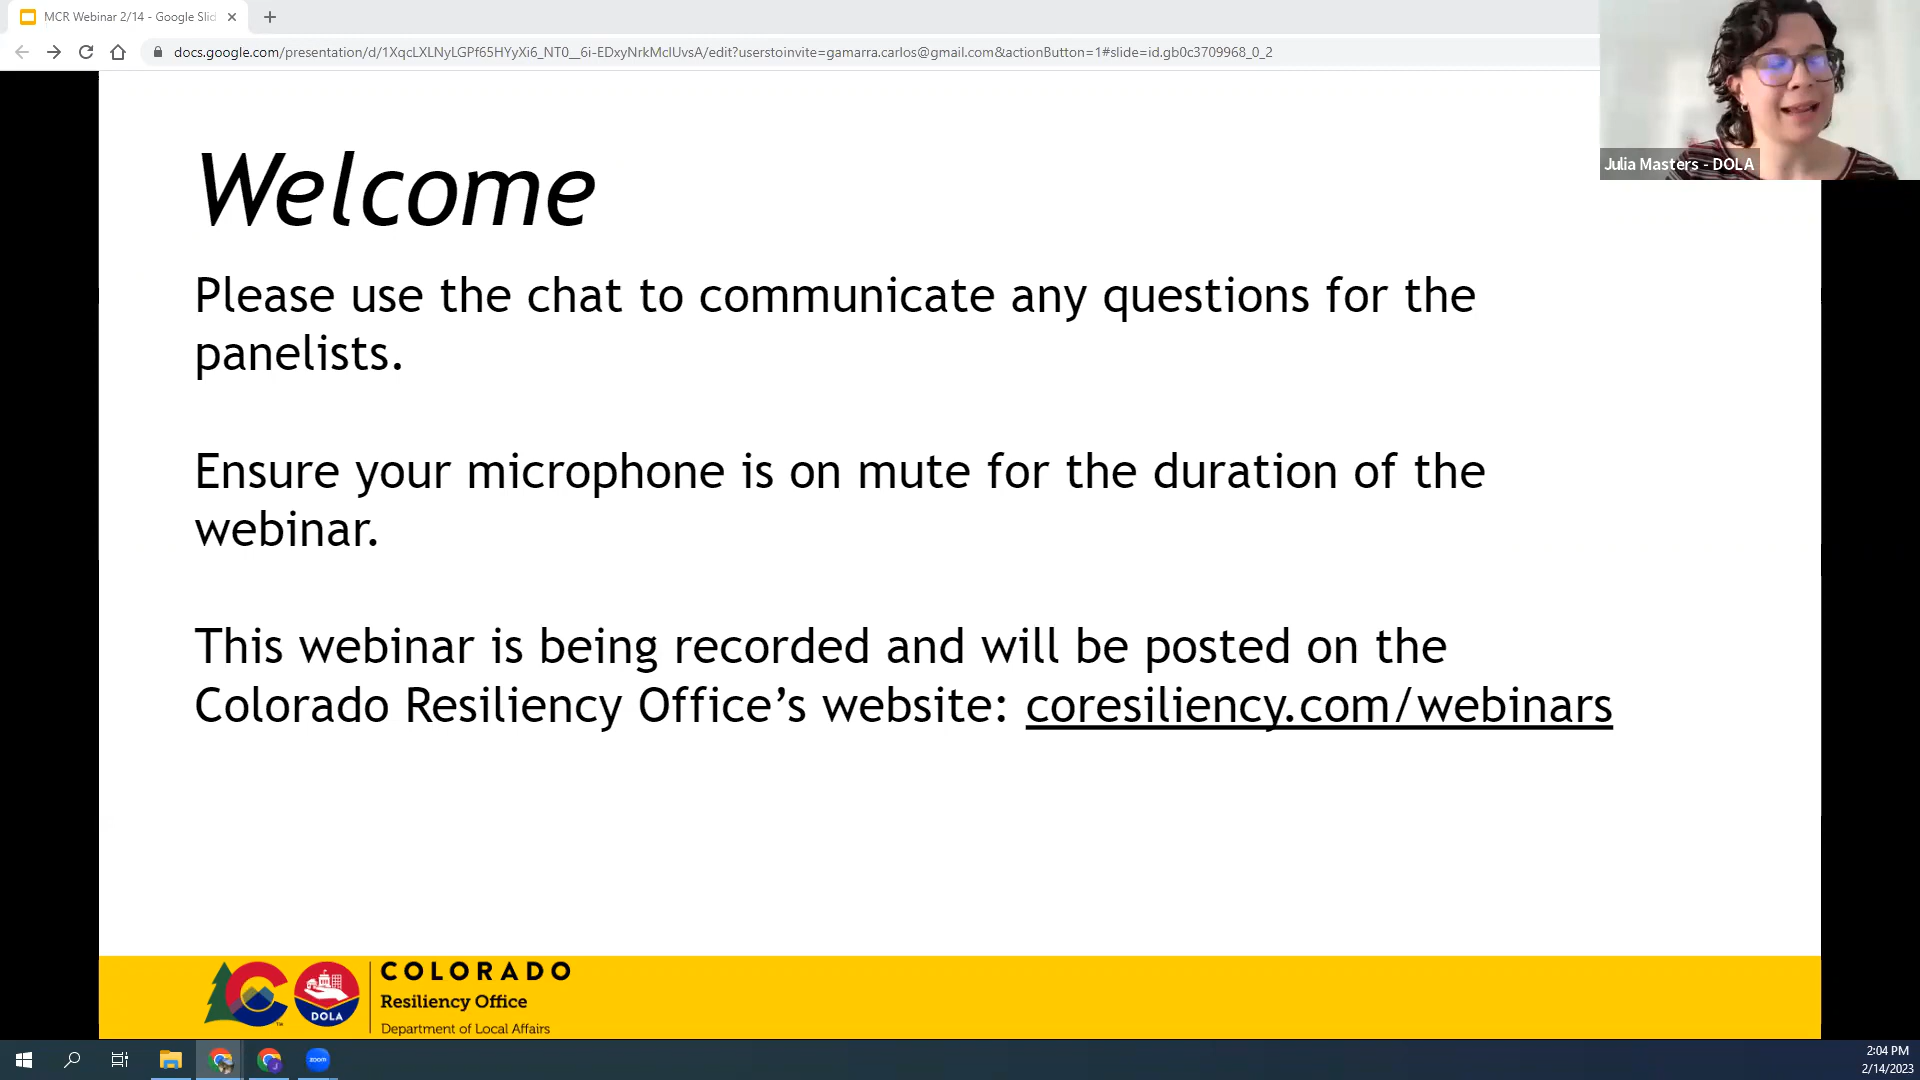 MCR Webinar 2/14 - Google Slid
docs.google.com/presentation/d/1XqcLXLNyLGPf65HYyXi6_NT0__6i-EDxyNrkMcIUvsA/edit?userstoinvite=gamarra.carlos@gmail.com&actionButton=1#slide=id.gb0c3709968_0_2
Julia Masters - DOLA
Welcome
Please use the chat to communicate any questions for the
panelists.
Ensure your microphone is on mute for the duration of the
webinar.
This webinar is being recorded and will be posted on the
Colorado Resiliency Office’s website: coresiliency.com/webinars
DOLA
COLORADO
Resiliency Office
Department of Local Affairs
zoom
2:04 PM
2/14/2023